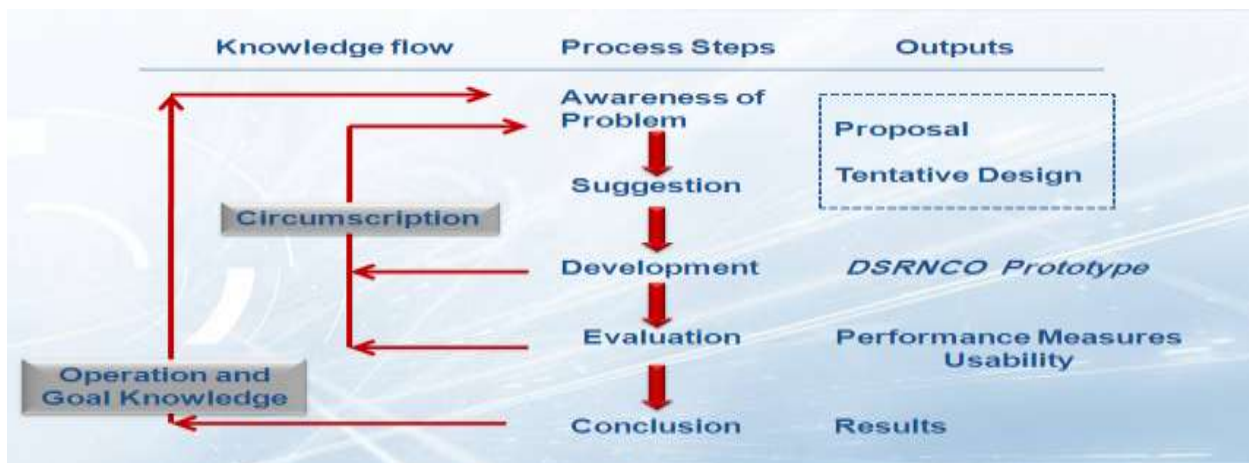 Knowledge flow Process Steps Outputs
Awareness of
Problem
Proposal
Suggestion
Tentative Design
Circumscription
Development
DSRNCO Prototype
Evaluation
Performance Measures
Usability
Operation and
Goal Knowledge
Conclusion
Results